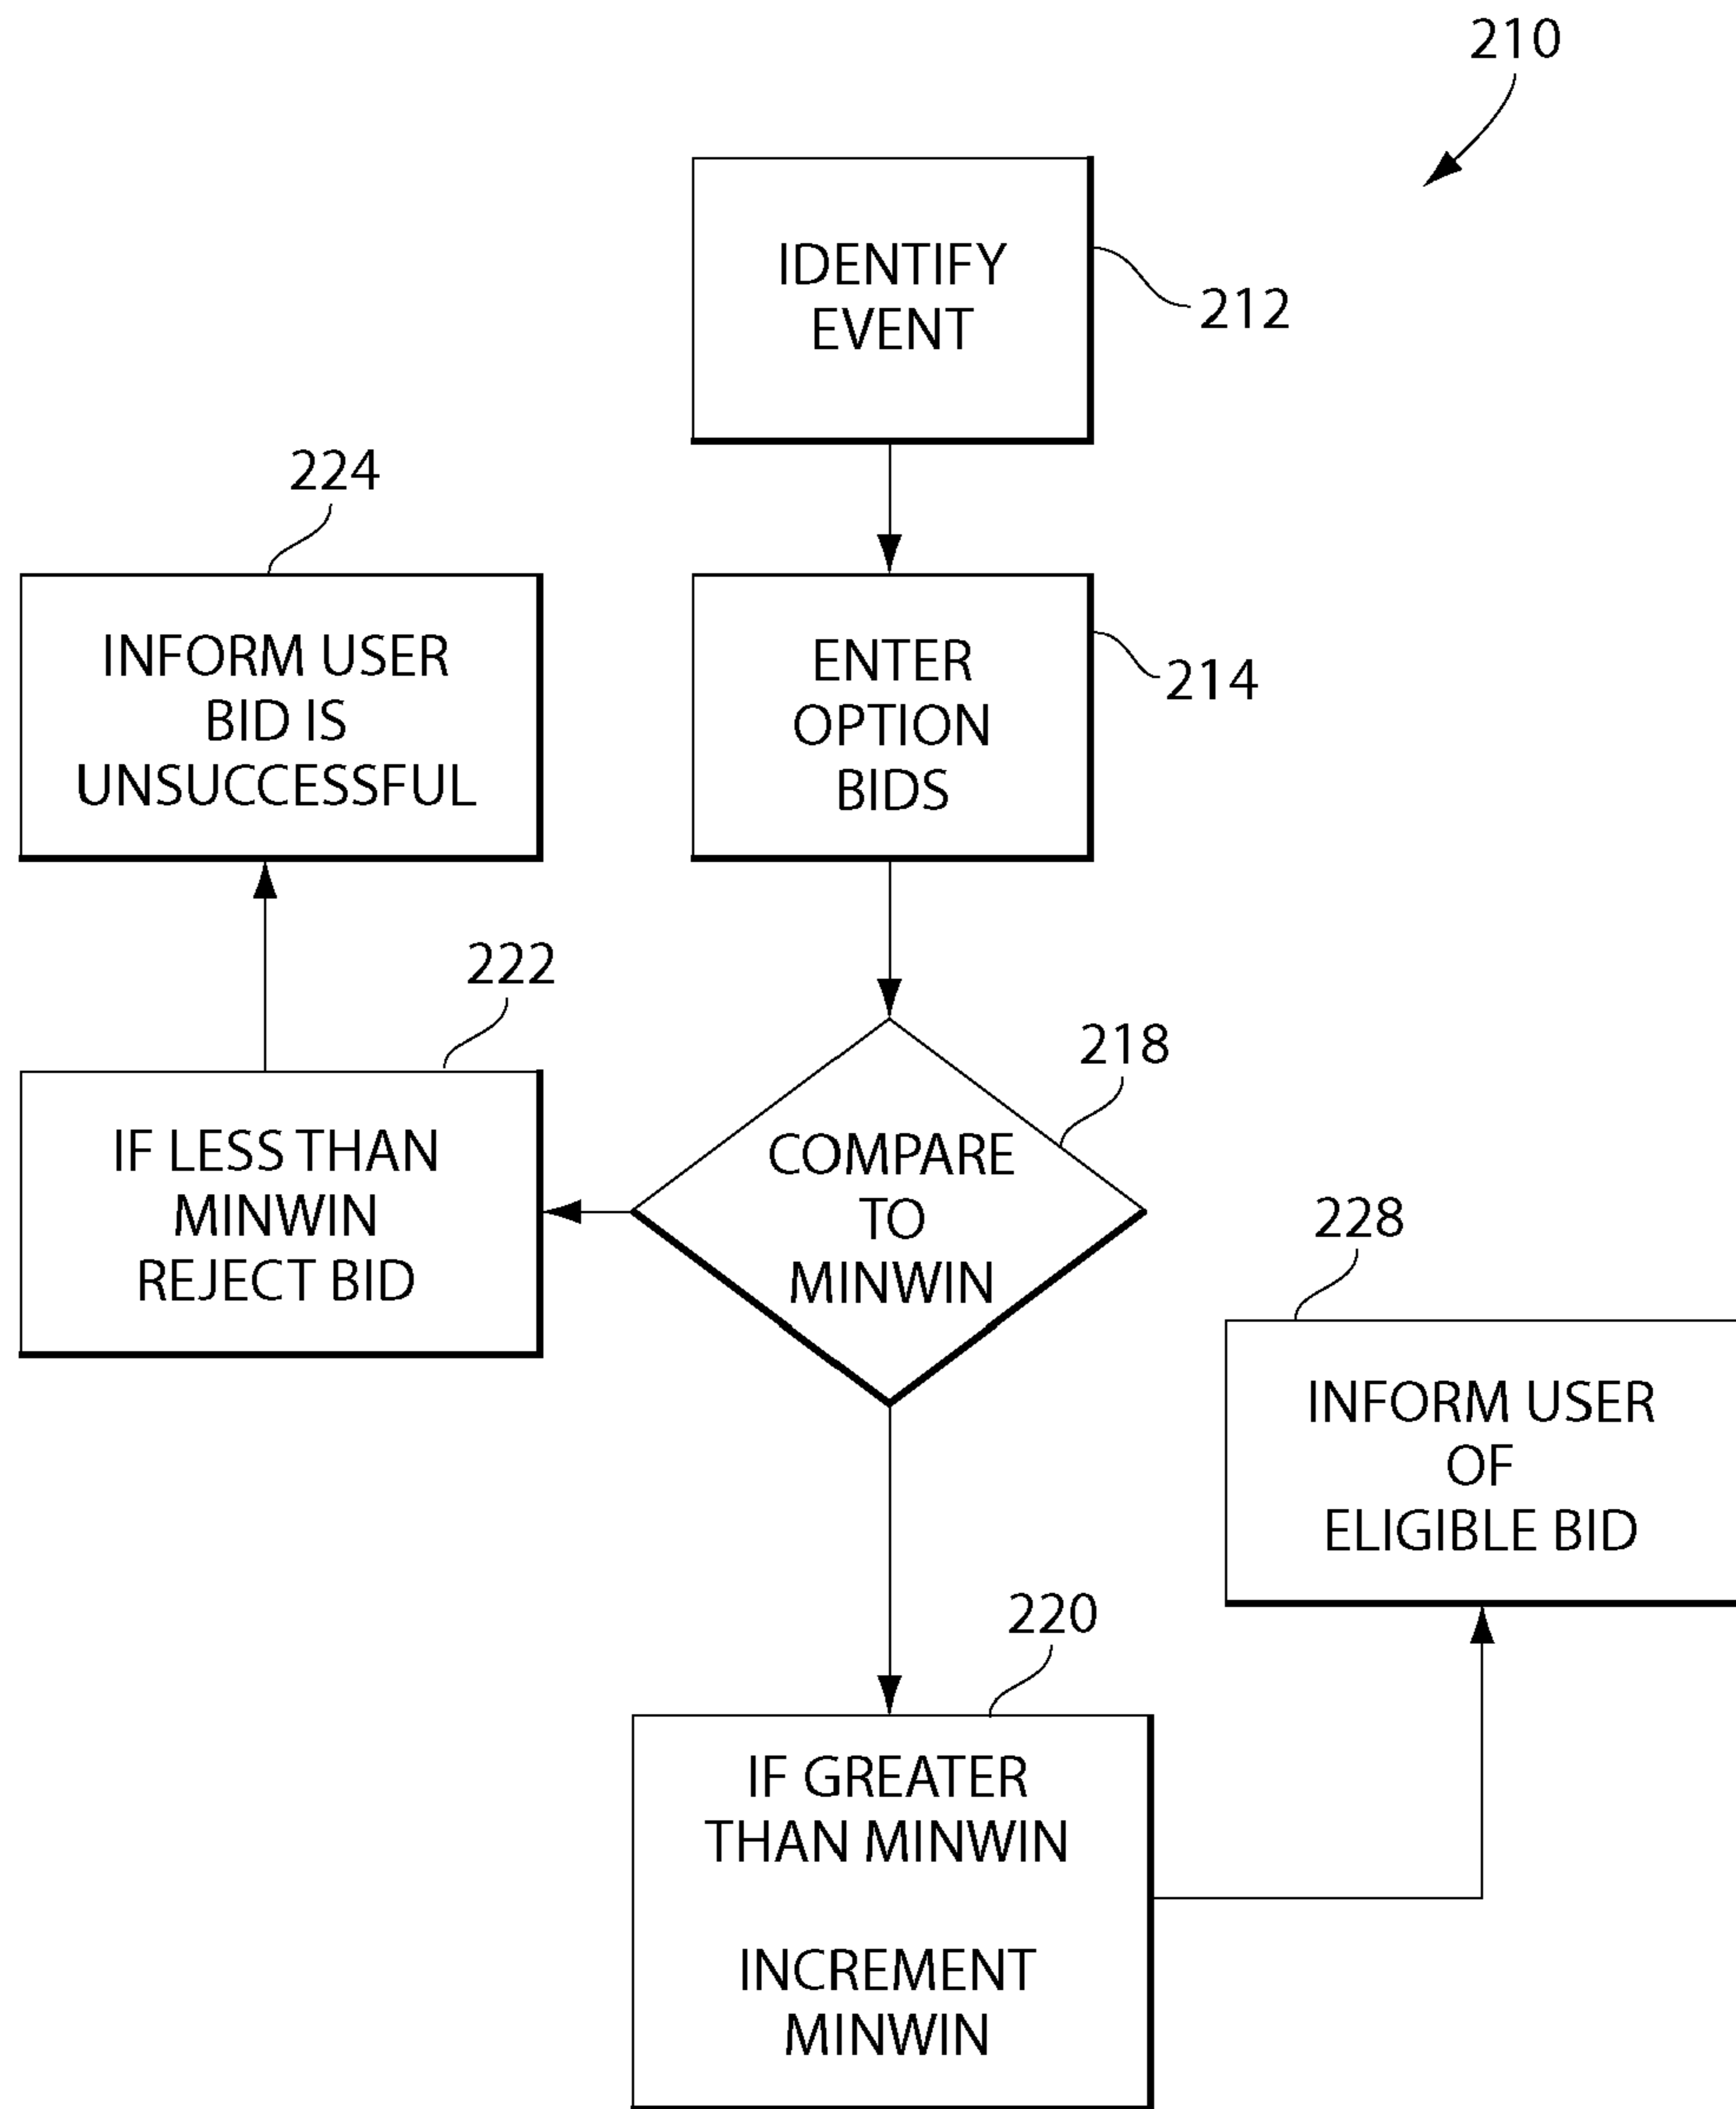 210
IDENTIFY
EVENT
212
224
INFORM USER
BID IS
UNSUCCESSFUL
ENTER
OPTION
BIDS
214
222
IF LESS THAN
MINWIN
REJECT BID
218
COMPARE
TO
MINWIN
228
INFORM USER
OF
ELIGIBLE BID
220
IF GREATER
THAN MINWIN
INCREMENT
MINWIN